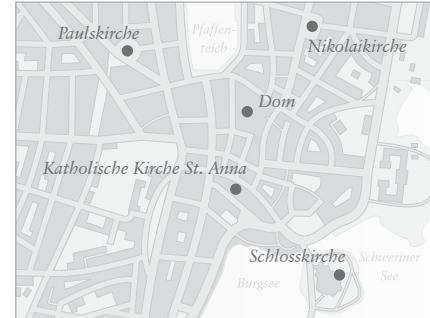 Paulskirche
Pfaffen-
teich
Nikolaikirche
Dom
Katholische Kirche St. Anna
Schlosskirche
Schweriner
See
Burgsee